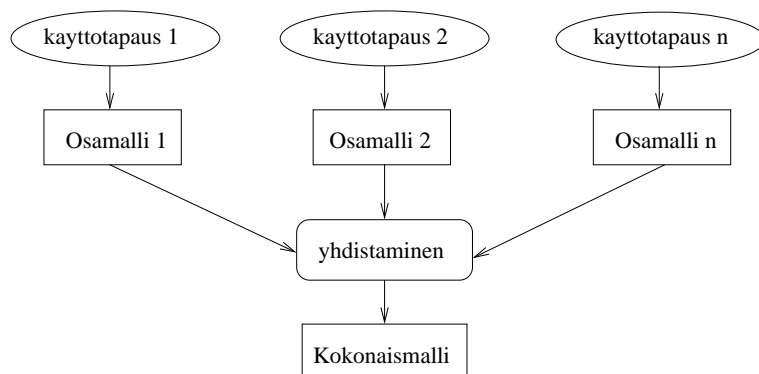 kayttotapaus 1
kayttotapaus 2
kayttotapaus n
Osamalli 1
Osamalli 2
Osamalli n
yhdistaminen
Kokonaismalli